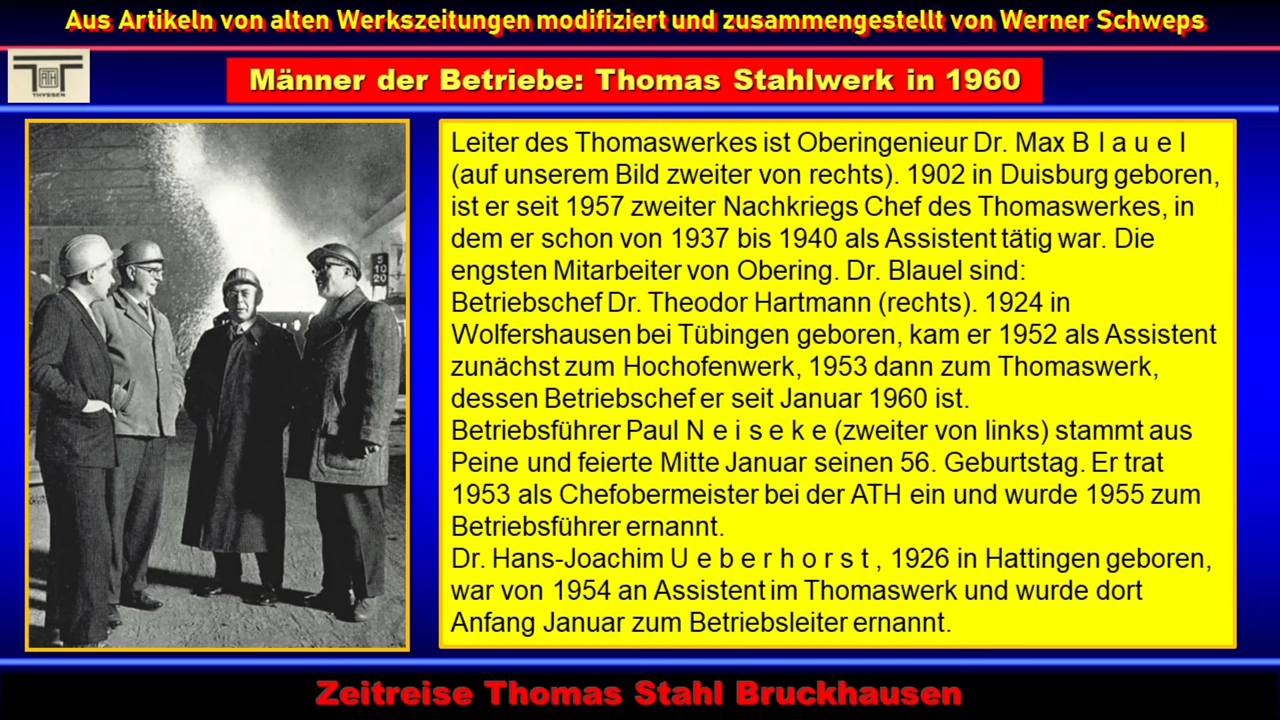 Aus Artikeln von alten Werkszeitungen modifiziert und zusammengestellt von Werner Schweps
ATH
THYSSEN
Männer der Betriebe: Thomas Stahlwerk in 1960
5
10
20
Leiter des Thomaswerkes ist Oberingenieur Dr. Max B l a u e l
(auf unserem Bild zweiter von rechts). 1902 in Duisburg geboren,
ist er seit 1957 zweiter Nachkriegs Chef des Thomaswerkes, in
dem er schon von 1937 bis 1940 als Assistent tätig war. Die
engsten Mitarbeiter von Obering. Dr. Blauel sind:
Betriebschef Dr. Theodor Hartmann (rechts). 1924 in
Wolfershausen bei Tübingen geboren, kam er 1952 als Assistent
zunächst zum Hochofenwerk, 1953 dann zum Thomaswerk,
dessen Betriebschef er seit Januar 1960 ist.
Betriebsführer Paul N e i s e k e (zweiter von links) stammt aus
Peine und feierte Mitte Januar seinen 56. Geburtstag. Er trat
1953 als Chefobermeister bei der ATH ein und wurde 1955 zum
Betriebsführer ernannt.
Dr. Hans-Joachim U e b e r h o r s t , 1926 in Hattingen geboren,
war von 1954 an Assistent im Thomaswerk und wurde dort
Anfang Januar zum Betriebsleiter ernannt.
Zeitreise Thomas Stahl Bruckhausen